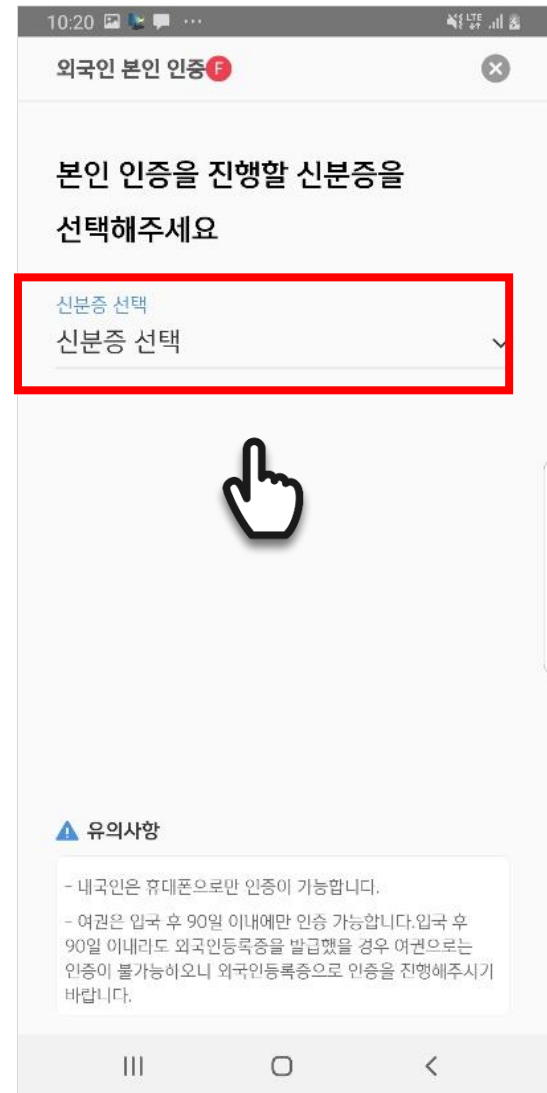 10:20
LTE
외국인 본인 인증 F
본인 인증을 진행할 신분증을
선택해주세요
신분증 선택
신분증 선택
유의사항
- 내국인은 휴대폰으로만 인증이 가능합니다.
- 여권은 입국 후 90일 이내에만 인증 가능합니다.입국 후
90일 이내리도 외국인등록증을 발급했을 경우 여권으로는
인증이 불가능하오니 외국인등록증으로 인증을 진행해주시기
바랍니다.